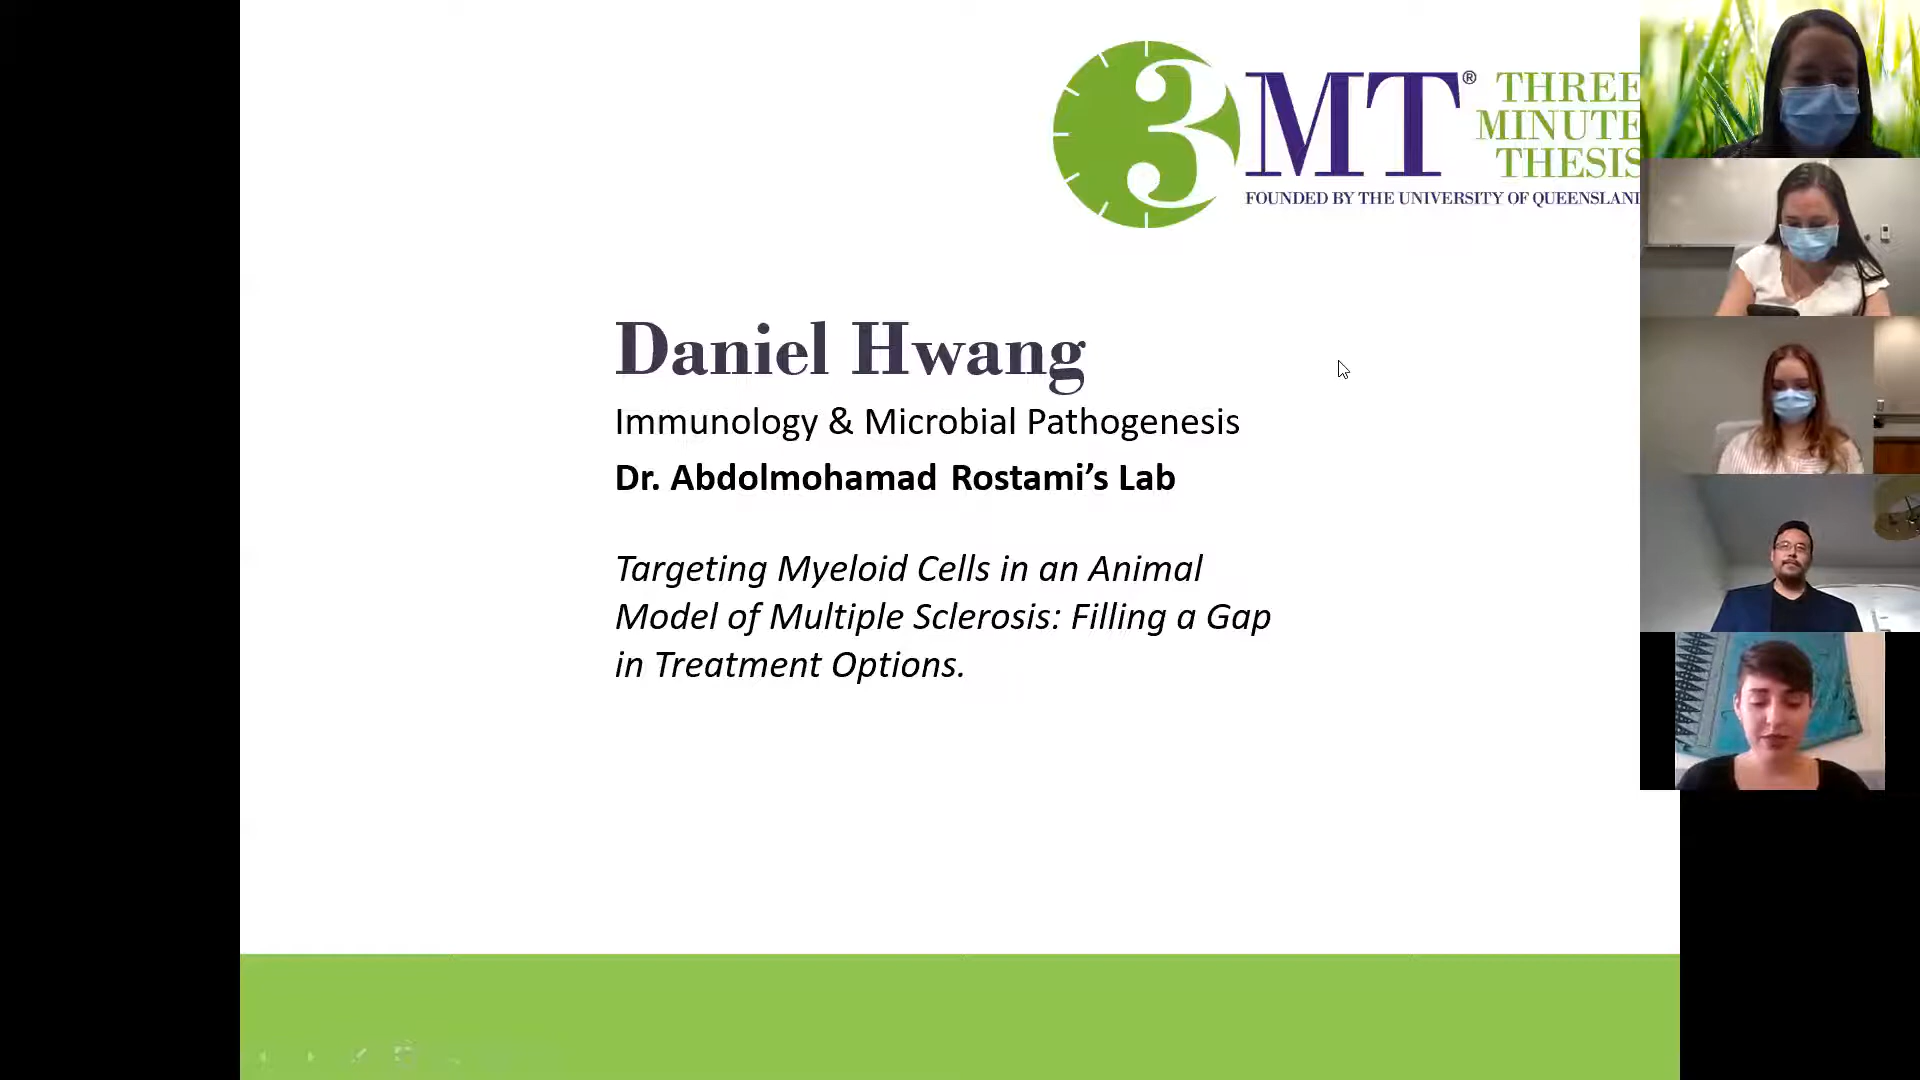 3MT® THREE
MINUTE
THESIS
FOUNDED BY THE UNIVERSITY OF QUEENSLAND
Daniel Hwang
Immunology & Microbial Pathogenesis
Dr. Abdolmohamad Rostami’s Lab
Targeting Myeloid Cells in an Animal
Model of Multiple Sclerosis: Filling a Gap
in Treatment Options.